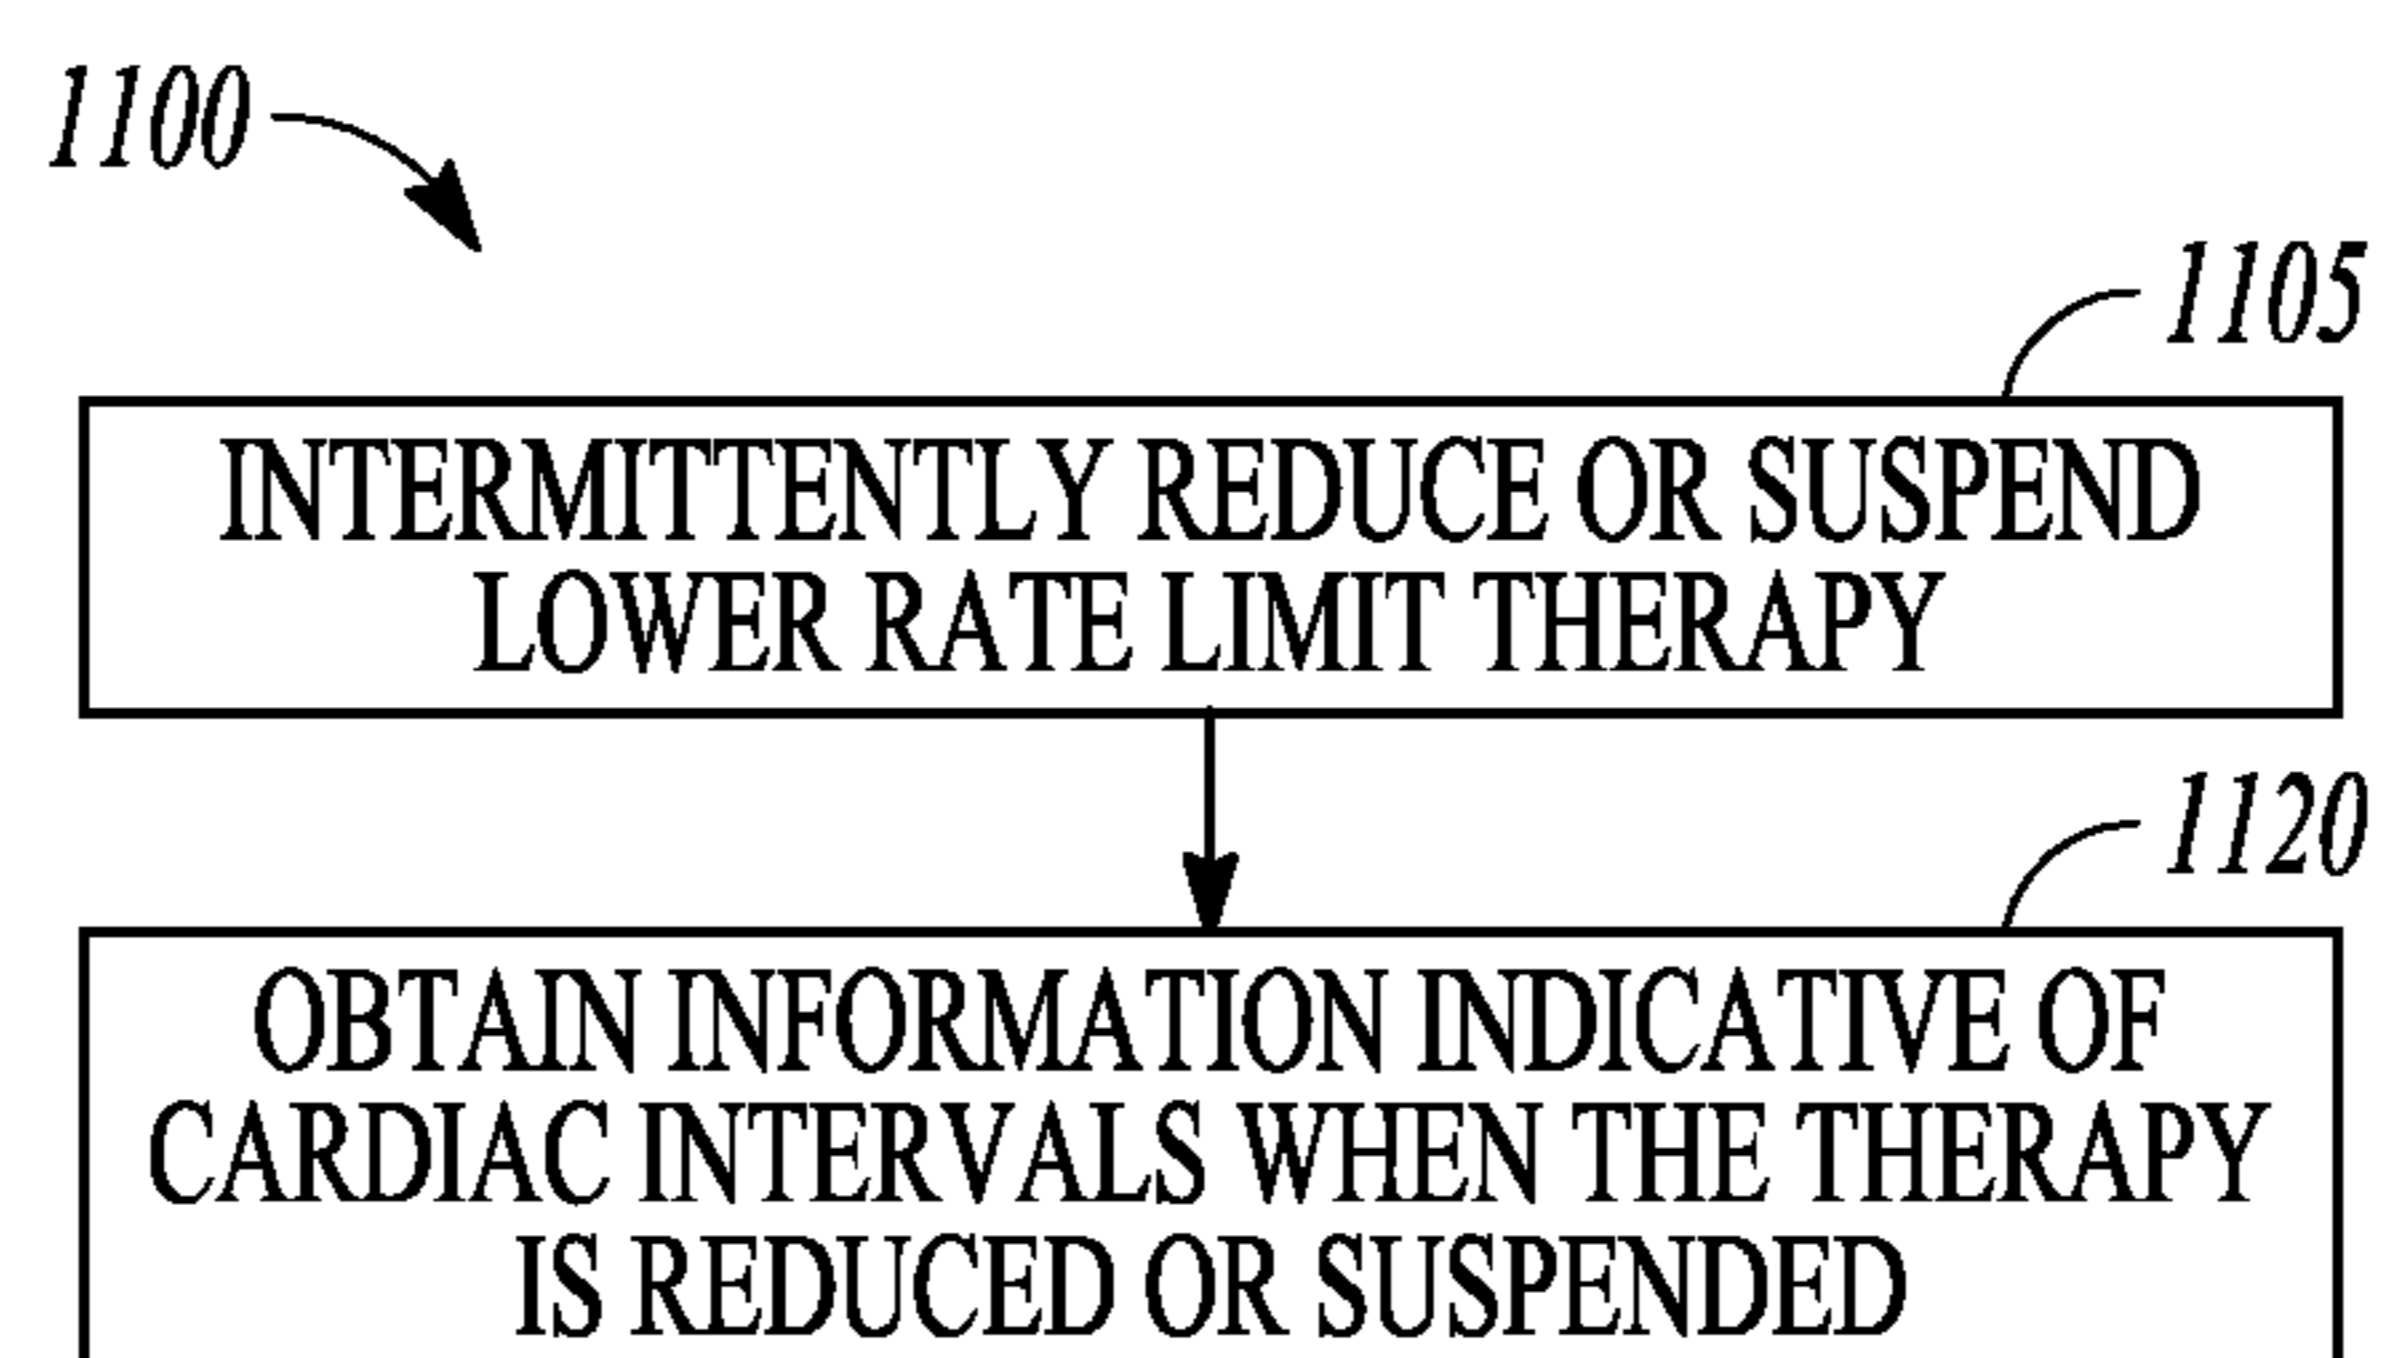 1100
1105
INTERMITTENTLY REDUCE OR SUSPEND
LOWER RATE LIMIT THERAPY
1120
OBTAIN INFORMATION INDICATIVE OF
CARDIAC INTERVALS WHEN THE THERAPY
IS REDUCED OR SUSPENDED